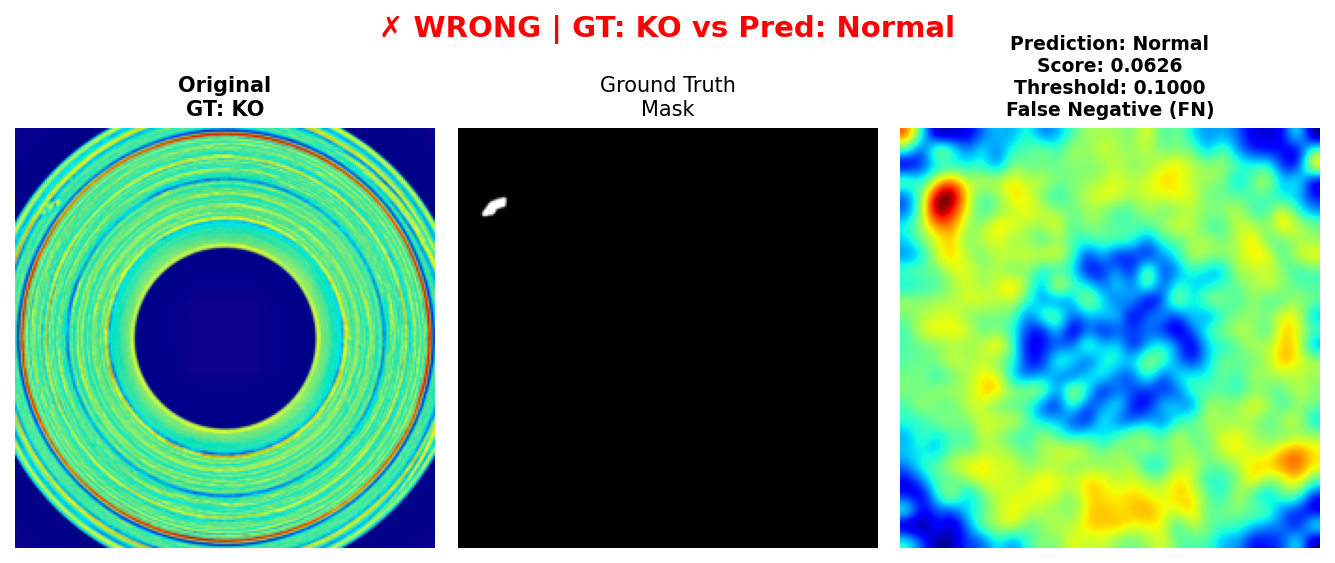 ✗ WRONG | GT: KO vs Pred: Normal
Original
GT: KO
Ground Truth
Mask
Prediction: Normal
Score: 0.0626
Threshold: 0.1000
False Negative (FN)